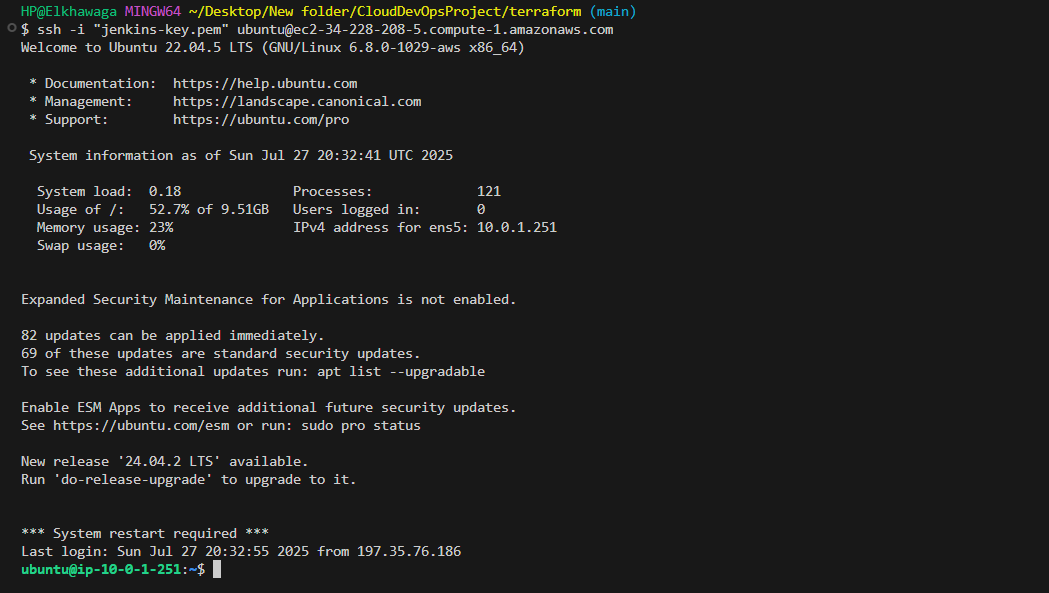 HP@Elkhawaga MINGW64 ~/Desktop/New folder/CloudDevOpsProject/terraform (main)
$ ssh -i "jenkins-key.pem" ubuntu@ec2-34-228-208-5.compute-1.amazonaws.com
Welcome to Ubuntu 22.04.5 LTS (GNU/Linux 6.8.0-1029-aws x86_64)

 * Documentation:  https://help.ubuntu.com
 * Management:     https://landscape.canonical.com
 * Support:        https://ubuntu.com/pro

 System information as of Sun Jul 27 20:32:41 UTC 2025

  System load:  0.18              Processes:             121
  Usage of /:   52.7% of 9.51GB   Users logged in:       0
  Memory usage: 23%               IPv4 address for ens5: 10.0.1.251
  Swap usage:   0%

Expanded Security Maintenance for Applications is not enabled.

82 updates can be applied immediately.
69 of these updates are standard security updates.
To see these additional updates run: apt list --upgradable

Enable ESM Apps to receive additional future security updates.
See https://ubuntu.com/esm or run: sudo pro status

New release '24.04.2 LTS' available.
Run 'do-release-upgrade' to upgrade to it.

*** System restart required ***
Last login: Sun Jul 27 20:32:55 2025 from 197.35.76.186
ubuntu@ip-10-0-1-251:~$